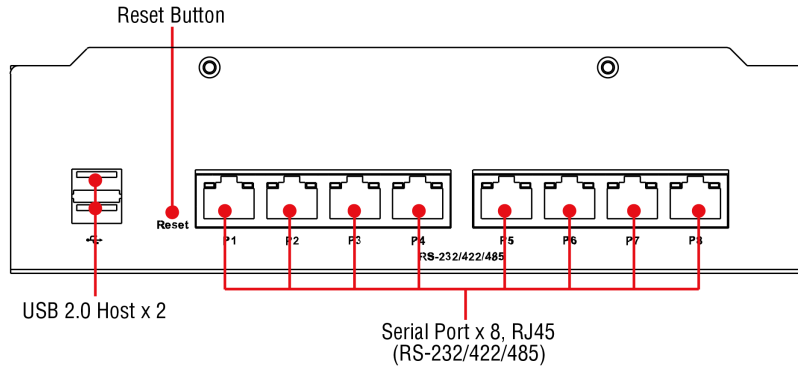 Reset Button
Reset
P1 P2 P3 P4 P5 P6 P7 P8
RS-232/422/485
USB 2.0 Host x 2
Serial Port x 8, RJ45
(RS-232/422/485)